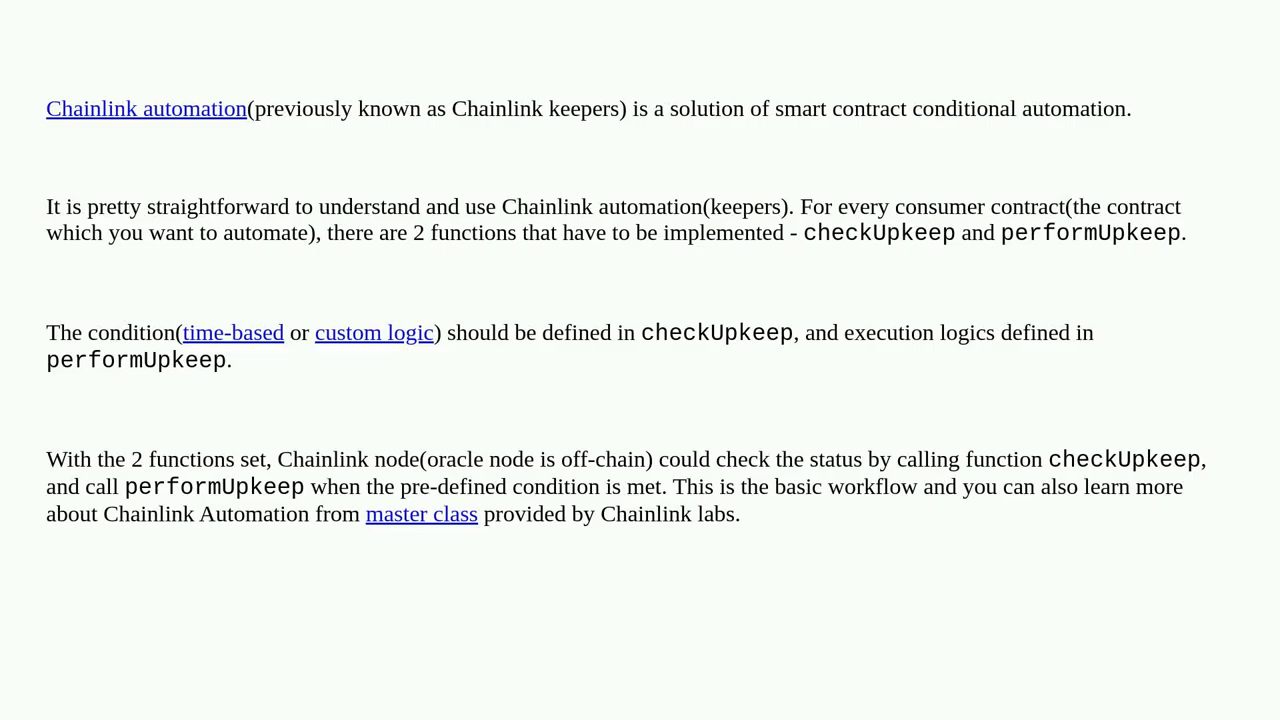 Chainlink automation(previously known as Chainlink keepers) is a solution of smart contract conditional automation.
It is pretty straightforward to understand and use Chainlink automation(keepers). For every consumer contract(the contract
which you want to automate), there are 2 functions that have to be implemented - checkUpkeep and performUpkeep.
The condition(time-based or custom logic) should be defined in checkUpkeep, and execution logics defined in
performUpkeep.
With the 2 functions set, Chainlink node(oracle node is off-chain) could check the status by calling function checkUpkeep,
and call performUpkeep when the pre-defined condition is met. This is the basic workflow and you can also learn more
about Chainlink Automation from master class provided by Chainlink labs.